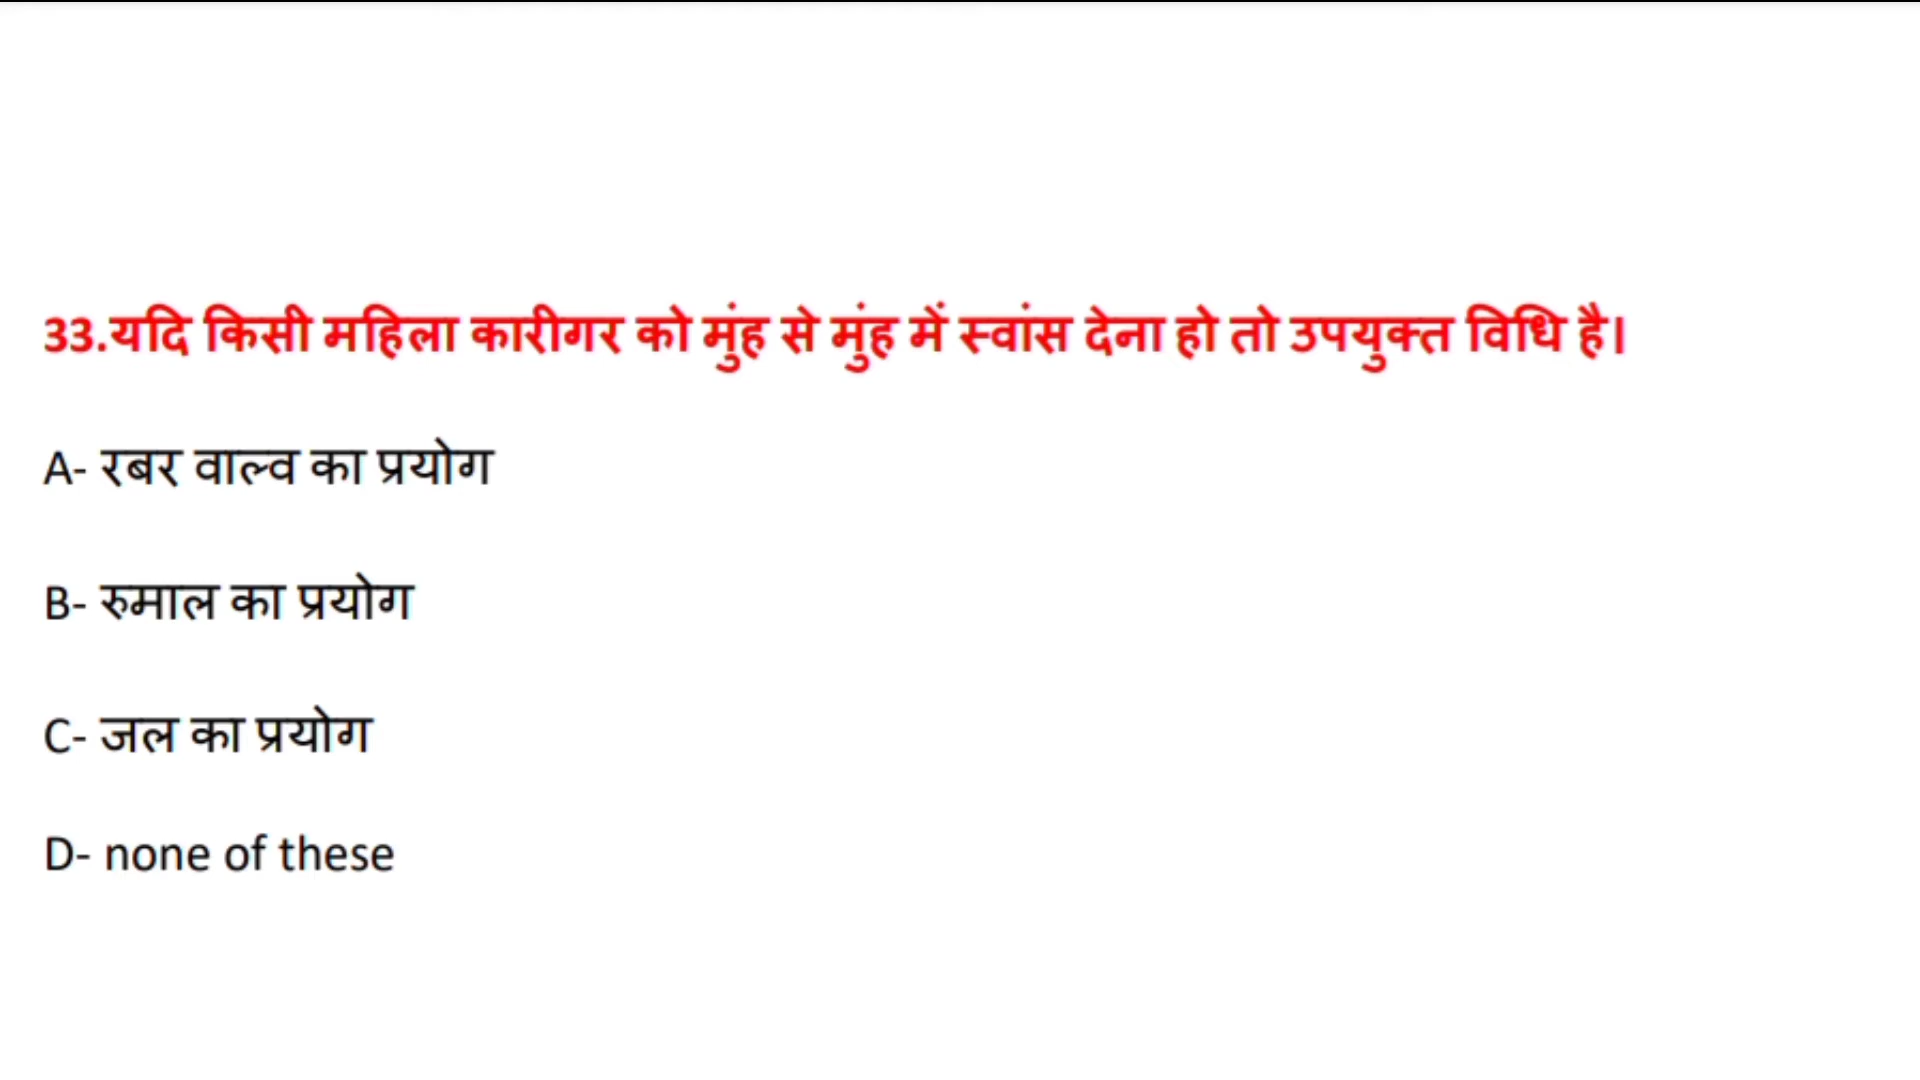 33.यदि किसी महिला कारीगर को मुंह से मुंह में स्वांस देना हो तो उपयुक्त विधि है।
A- रबर वाल्व का प्रयोग
B- रुमाल का प्रयोग
C- जल का प्रयोग
D- none of these